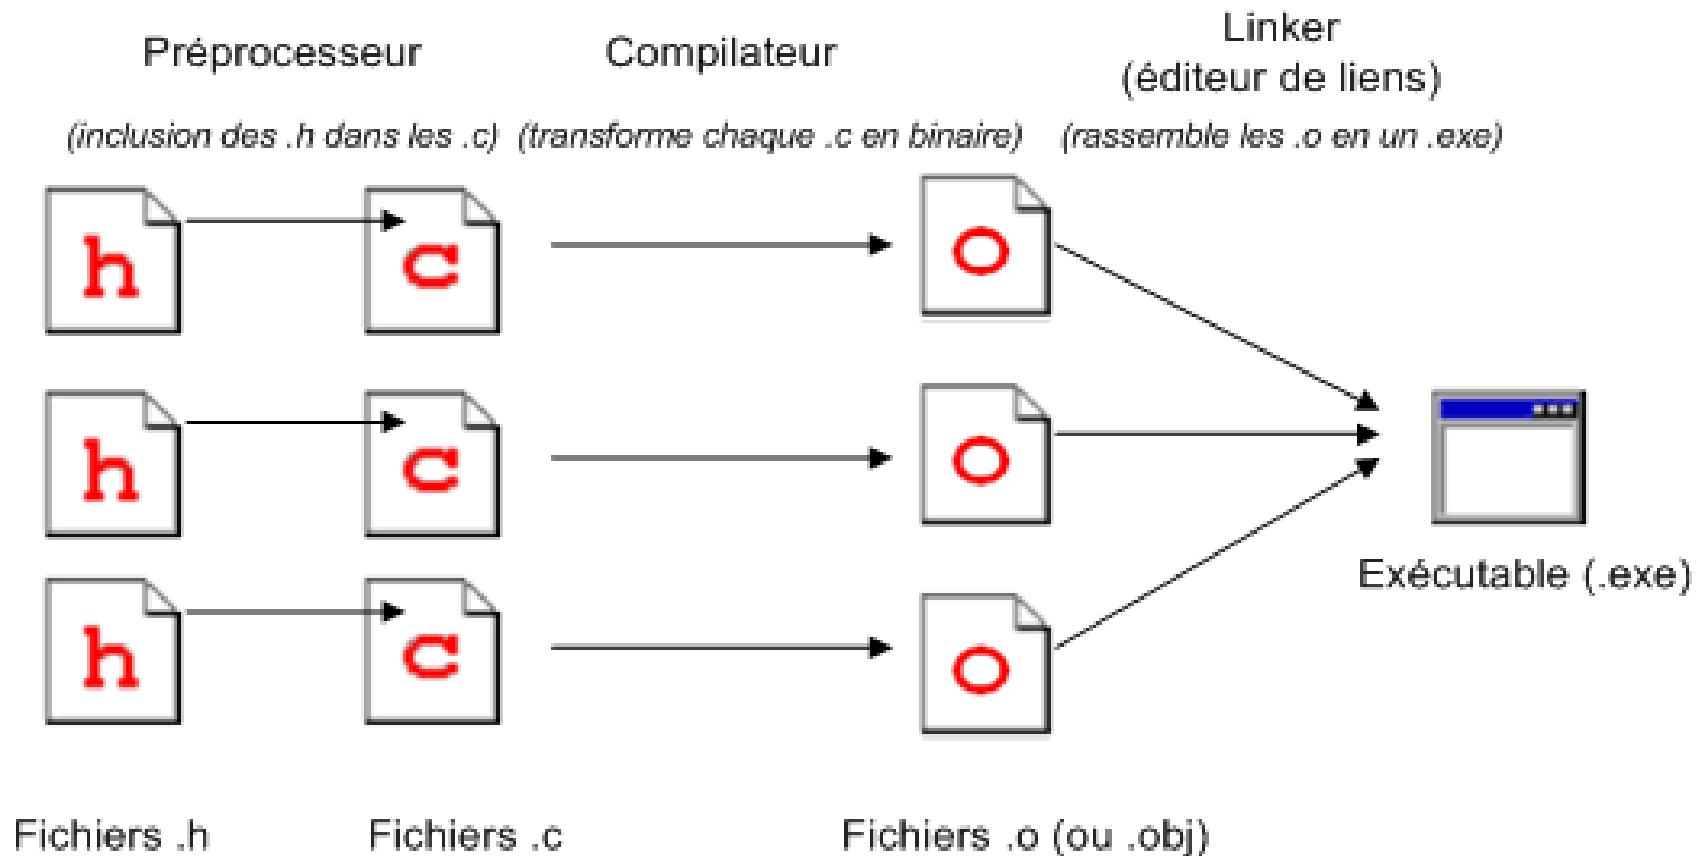 Préprocesseur
Compilateur
Linker
(éditeur de liens)
(inclusion des .h dans les .c)
(transforme chaque .c en binaire)
(rassemble les .o en un .exe)
h
c
o
h
c
o
h
c
o
Exécutable (.exe)
Fichiers .h
Fichiers .c
Fichiers .o (ou .obj)